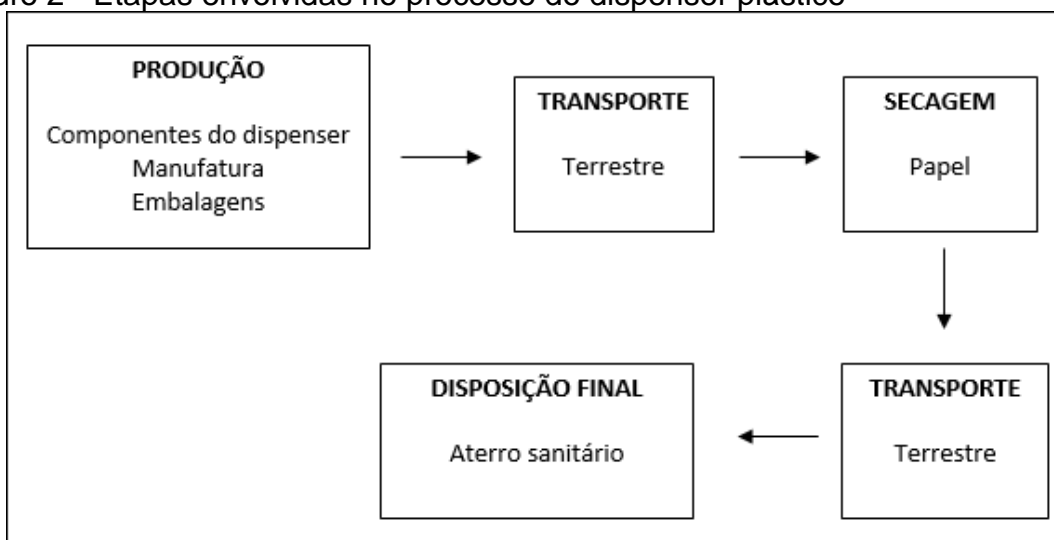 2 - Etapas envolvidas no processo do dispenser plástico
PRODUÇÃO
Componentes do dispenser
Manufatura
Embalagens
TRANSPORTE
Terrestre
SECAGEM
Papel
TRANSPORTE
Terrestre
DISPOSIÇÃO FINAL
Aterro sanitário